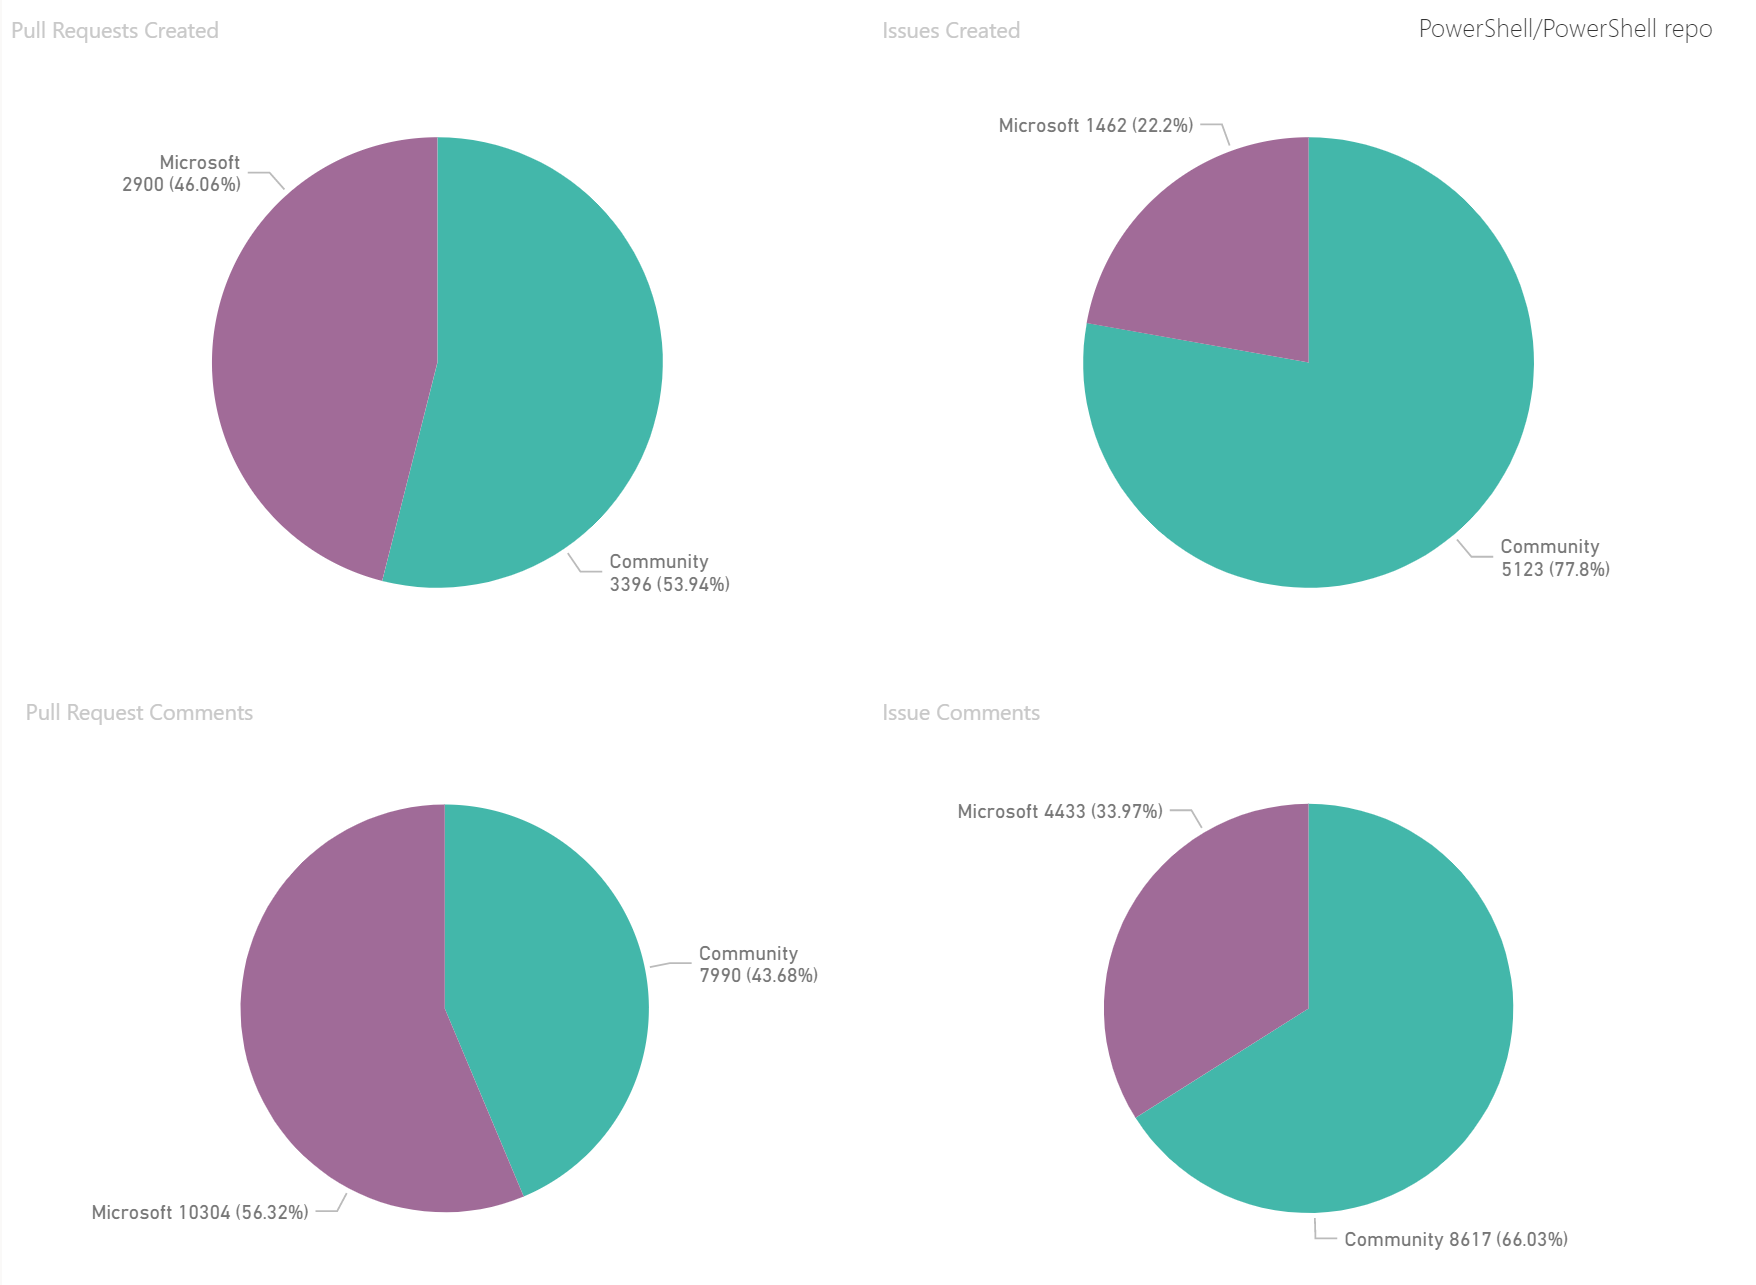 Pull Requests Created
Issues Created
PowerShell/PowerShell repo
Microsoft
2900 (46.06%)
Community
3396 (53.94%)
Microsoft 1462 (22.2%)
Community
5123 (77.8%)
Pull Request Comments
Issue Comments
Community
7990 (43.68%)
Microsoft 10304 (56.32%)
Microsoft 4433 (33.97%)
Community 8617 (66.03%)